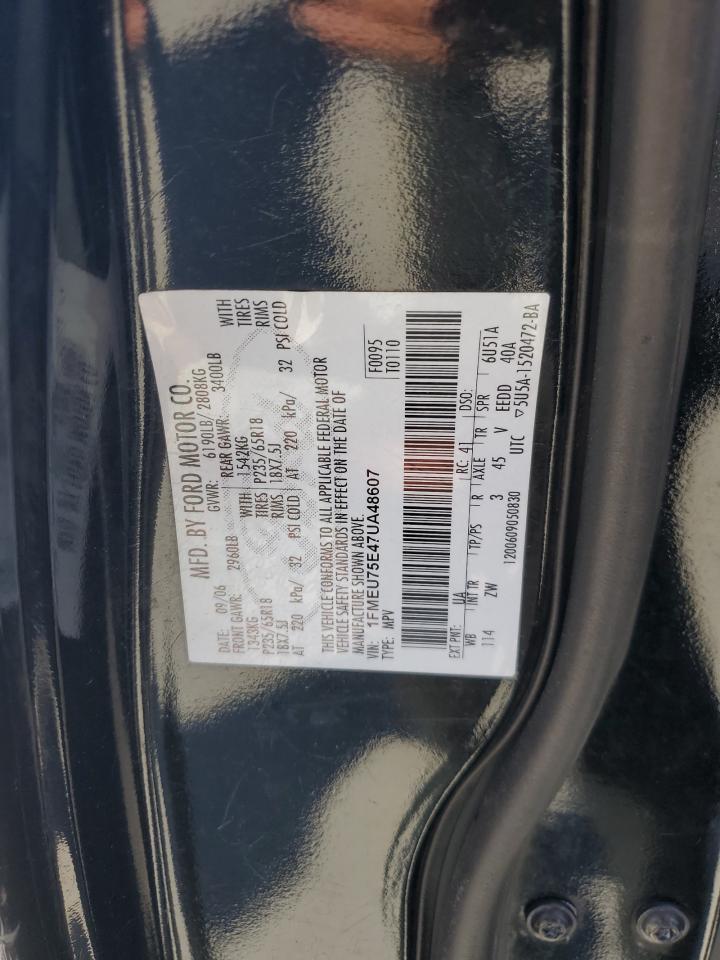 MFD. BY FORD MOTOR CO.
DATE: 09/06 GVWR: 6190LB/ 2808KG
FRONT GAWR: 2960LB REAR GAWR: 3400LB
1343KG WITH 1542KG WITH
P235/65R18 TIRES P235/65R18 TIRES
18X7.5J RIMS 18X7.5J RIMS
AT 220 kPa/ 32 PSI COLD AT 220 kPa/ 32 PSI COLD
THIS VEHICLE CONFORMS TO ALL APPLICABLE FEDERAL MOTOR
VEHICLE SAFETY STANDARDS IN EFFECT ON THE DATE OF
MANUFACTURE SHOWN ABOVE.
VIN: 1FMEU75E47UA48607 F0095
TYPE: MPV T0110
EXT PNT: UA RC: 41 DSO:
WB INT TR TP/PS R AXLE TR SPR 6U51A
114 ZW 3 45 V EEDD 40A
1200609050830 UTC ▽5U5A-1520472-BA